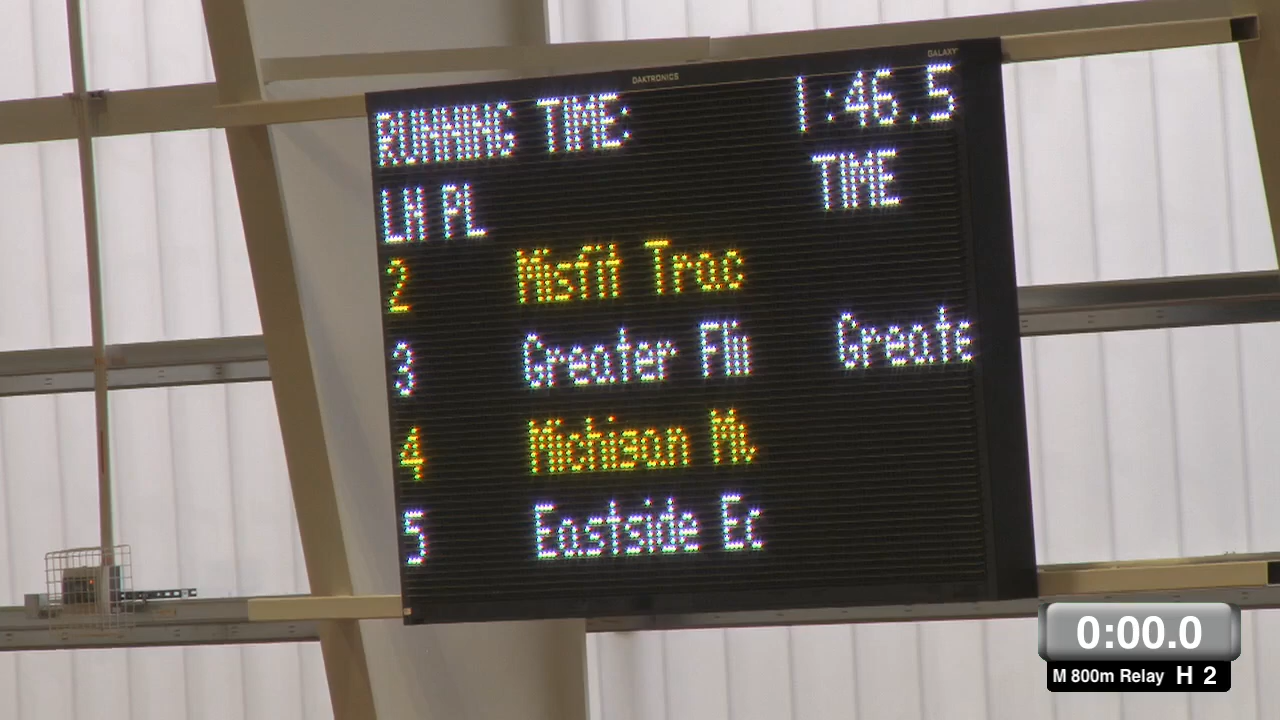 DAKTRONICS GALAXY
RUNNING TIME: 1:46.5
LN PL TIME
2 Misfit Trac
3 Greater Fli Greate
4 Michigan Mi
5 Eastside Ec
0:00.0
M 800m Relay H 2